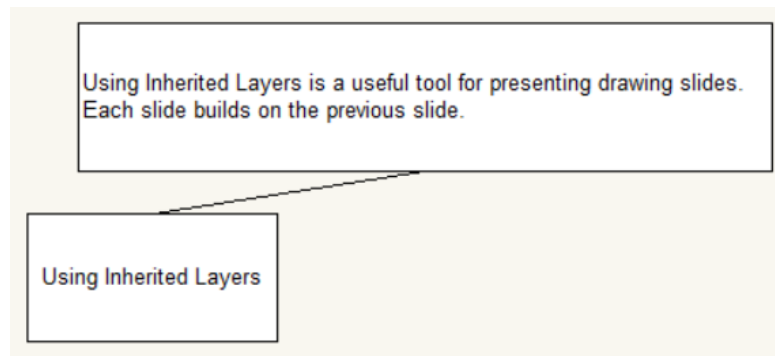 Using Inherited Layers is a useful tool for presenting drawing slides.
Each slide builds on the previous slide.
Using Inherited Layers